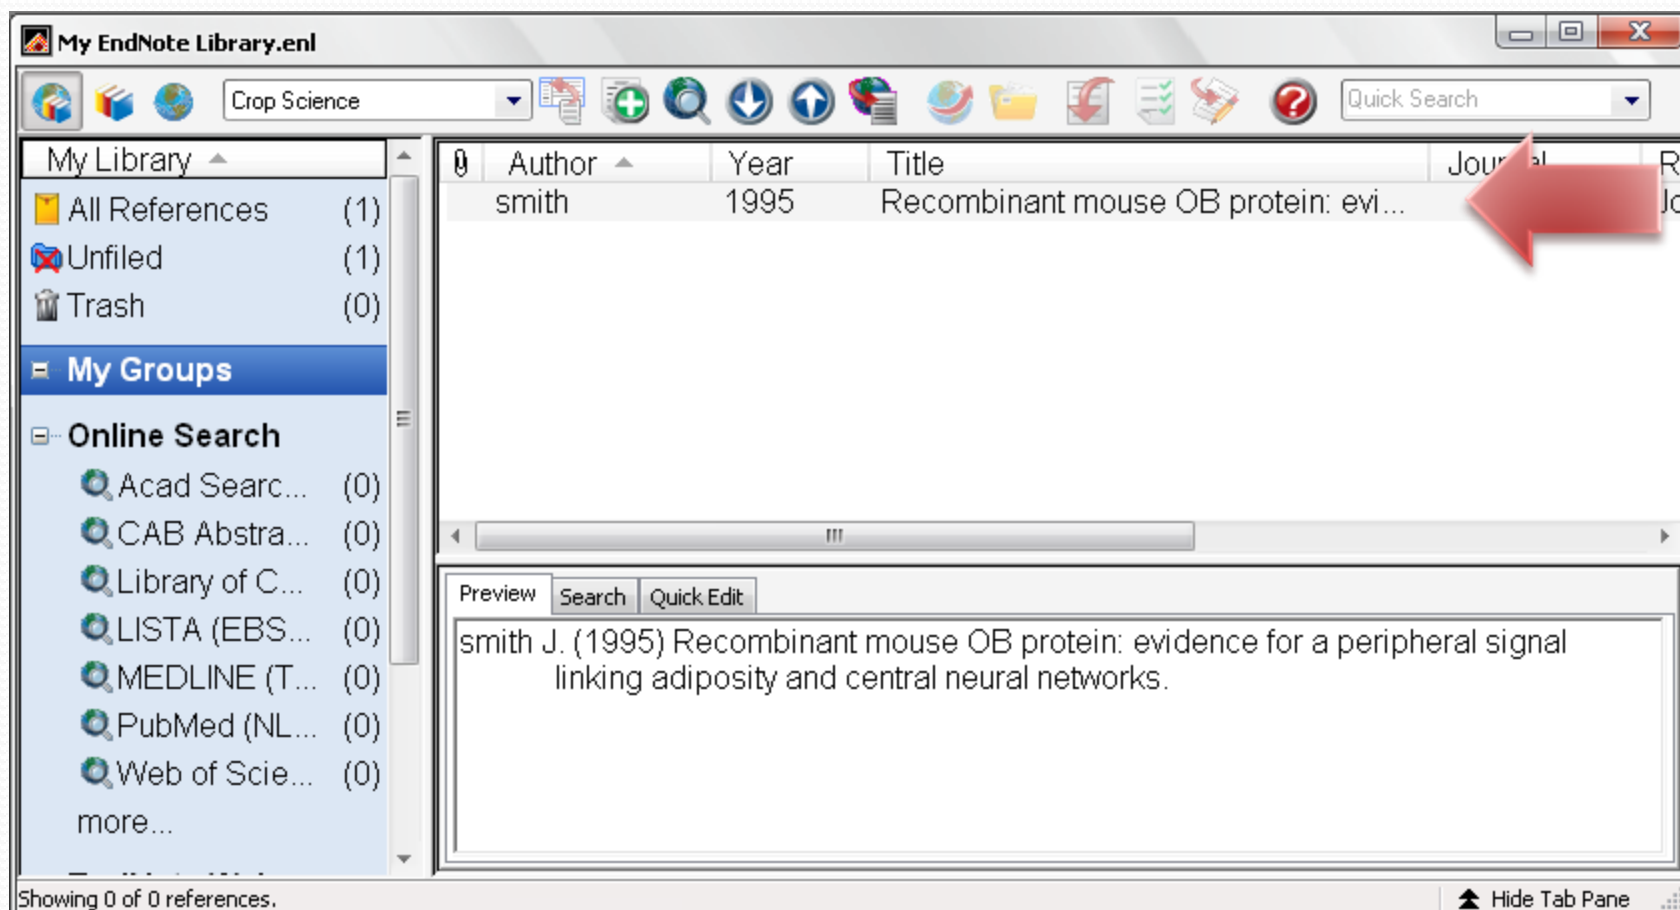 My EndNote Library.enl
Crop Science
Quick Search
My Library
All References (1)
Unfiled (1)
Trash (0)
My Groups
Online Search
Acad Searc... (0)
CAB Abstra... (0)
Library of C... (0)
LISTA (EBS... (0)
MEDLINE (T... (0)
PubMed (NL... (0)
Web of Scie... (0)
more...
Author Year Title
smith 1995 Recombinant mouse OB protein: evi...
Preview Search Quick Edit
smith J. (1995) Recombinant mouse OB protein: evidence for a peripheral signal
linking adiposity and central neural networks.
Showing 0 of 0 references.
Hide Tab Pane